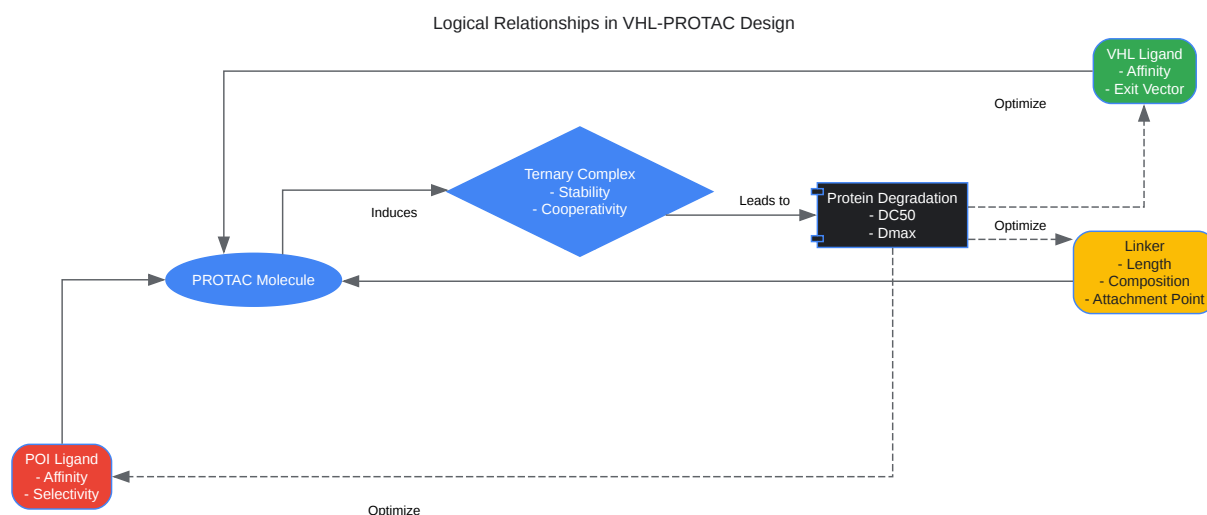 Logical Relationships in VHL-PROTAC Design
VHL Ligand
- Affinity
- Exit Vector
Optimize
Ternary Complex
- Stability
- Cooperativity
Induces
Leads to
Protein Degradation
- DC50
- Dmax
Optimize
Linker
- Length
- Composition
- Attachment Point
PROTAC Molecule
POI Ligand
- Affinity
- Selectivity
Optimize